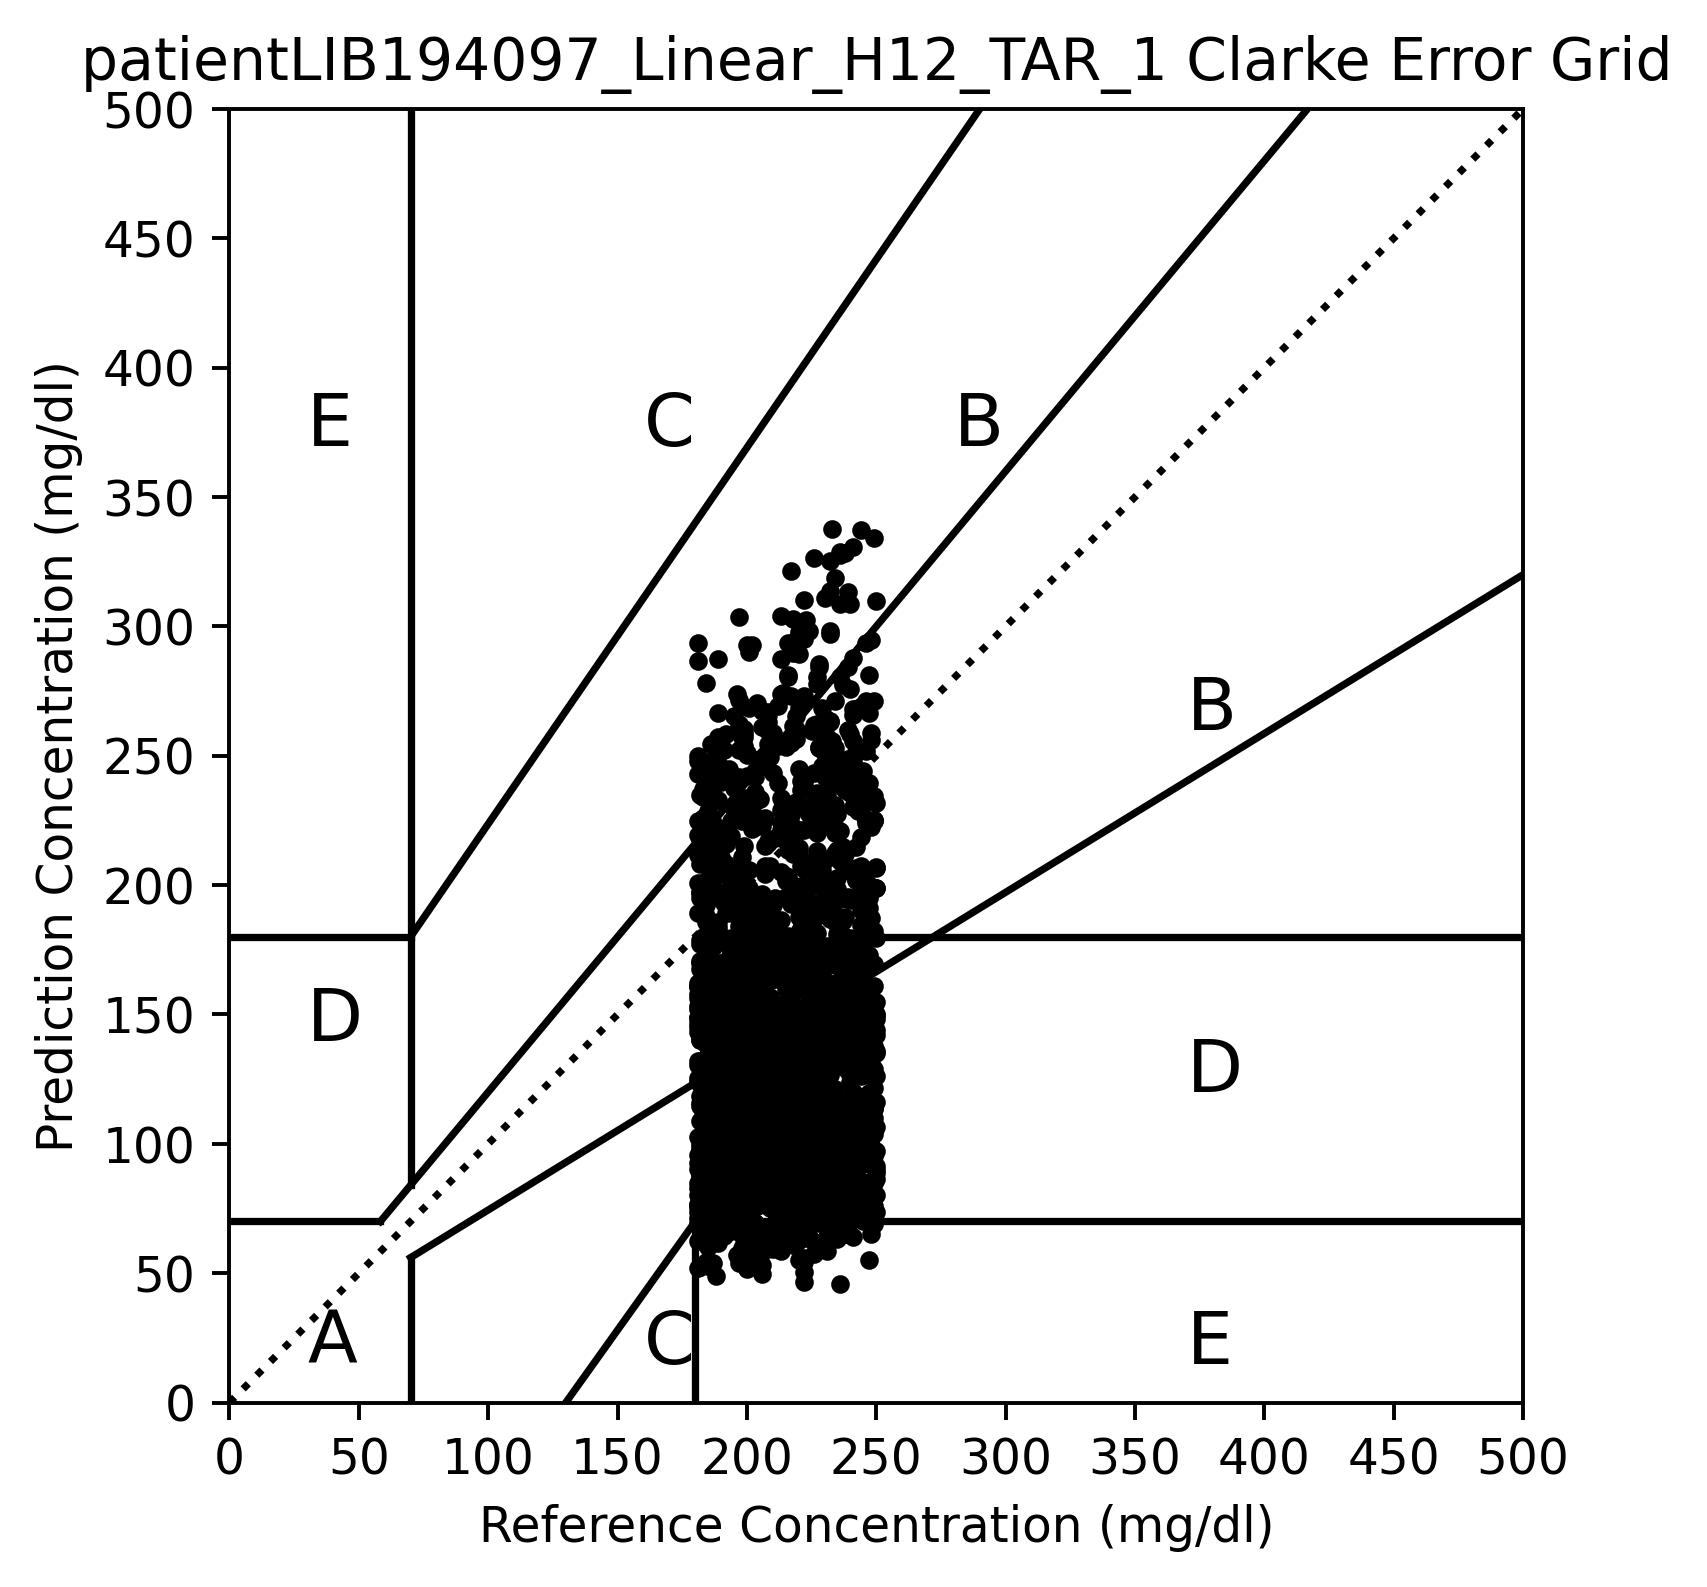 patientLIB194097_Linear_H12_TAR_1 Clarke Error Grid
500
450
400
350
300
250
200
150
100
50
0
Prediction Concentration (mg/dl)
E
C
B
B
D
D
A
C
E
0 50 100 150 200 250 300 350 400 450 500
Reference Concentration (mg/dl)